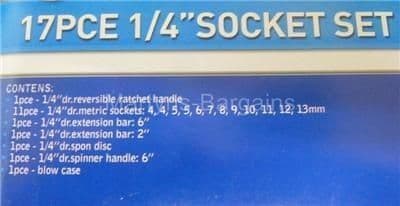 17PCE 1/4" SOCKET SET
CONTENS:
1pce - 1/4"dr.reversible ratchet handle
11pce - 1/4"dr.metric sockets: 4, 4, 5, 5, 6, 7, 8, 9, 10, 11, 12, 13mm
1pce - 1/4"dr.extension bar: 6"
1pce - 1/4"dr.extension bar: 2"
1pce - 1/4"dr.spon disc
1pce - 1/4"dr.spinner handle: 6"
1pce - blow case